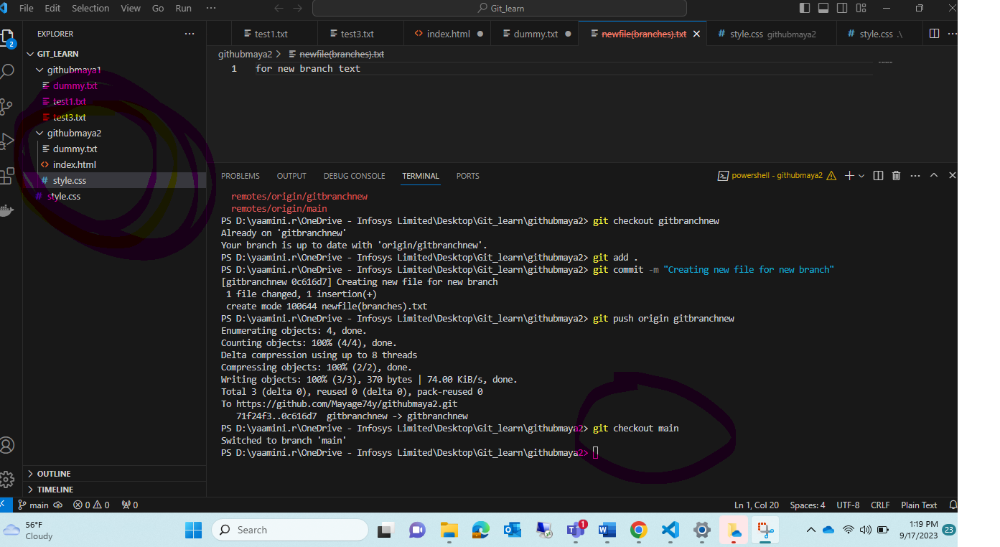 File Edit Selection View Go Run ··· Git_learn
EXPLORER ···
GIT_LEARN
githubmaya1
dummy.txt
test1.txt
test3.txt
githubmaya2
dummy.txt
index.html
style.css
style.css
OUTLINE
TIMELINE
2
test1.txt test3.txt index.html dummy.txt newfile(branches).txt style.css githubmaya2 style.css .\ ···
githubmaya2 > newfile(branches).txt
1 for new branch text
PROBLEMS OUTPUT DEBUG CONSOLE TERMINAL PORTS powershell - githubmaya2 ···
remotes/origin/gitbranchnew
remotes/origin/main
PS D:\yaamini.r\OneDrive - Infosys Limited\Desktop\Git_learn\githubmaya2> git checkout gitbranchnew
Already on 'gitbranchnew'
Your branch is up to date with 'origin/gitbranchnew'.
PS D:\yaamini.r\OneDrive - Infosys Limited\Desktop\Git_learn\githubmaya2> git add .
PS D:\yaamini.r\OneDrive - Infosys Limited\Desktop\Git_learn\githubmaya2> git commit -m "Creating new file for new branch"
[gitbranchnew 0c616d7] Creating new file for new branch
1 file changed, 1 insertion(+)
create mode 100644 newfile(branches).txt
PS D:\yaamini.r\OneDrive - Infosys Limited\Desktop\Git_learn\githubmaya2> git push origin gitbranchnew
Enumerating objects: 4, done.
Counting objects: 100% (4/4), done.
Delta compression using up to 8 threads
Compressing objects: 100% (2/2), done.
Writing objects: 100% (3/3), 370 bytes | 74.00 KiB/s, done.
Total 3 (delta 0), reused 0 (delta 0), pack-reused 0
To https://github.com/Mayage74y/githubmaya2.git
71f24f3..0c616d7  gitbranchnew -> gitbranchnew
PS D:\yaamini.r\OneDrive - Infosys Limited\Desktop\Git_learn\githubmaya2> git checkout main
Switched to branch 'main'
PS D:\yaamini.r\OneDrive - Infosys Limited\Desktop\Git_learn\githubmaya2>
main 0 0 0 Ln 1, Col 20 Spaces: 4 UTF-8 CRLF Plain Text
56°F
Cloudy
Search
1
1:19 PM
9/17/2023
23